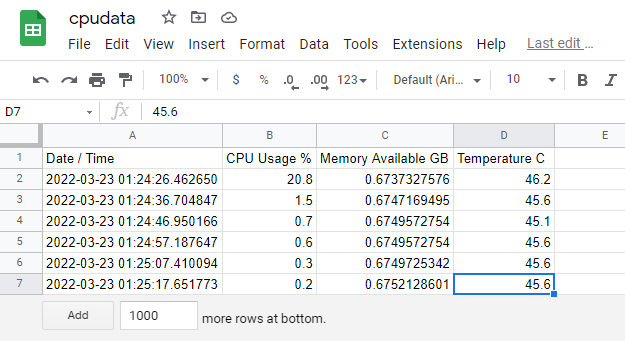 cpudata
File Edit View Insert Format Data Tools Extensions Help Last edit ...
100% $ % .0 .00 123 Default (Ari... 10 B I
D7 fx 45.6
A B C D E
1 Date / Time CPU Usage % Memory Available GB Temperature C
2 2022-03-23 01:24:26.462650 20.8 0.6737327576 46.2
3 2022-03-23 01:24:36.704847 1.5 0.6747169495 45.6
4 2022-03-23 01:24:46.950166 0.7 0.6749572754 45.1
5 2022-03-23 01:24:57.187647 0.6 0.6749572754 45.6
6 2022-03-23 01:25:07.410094 0.3 0.6749725342 45.6
7 2022-03-23 01:25:17.651773 0.2 0.6752128601 45.6
Add 1000 more rows at bottom.